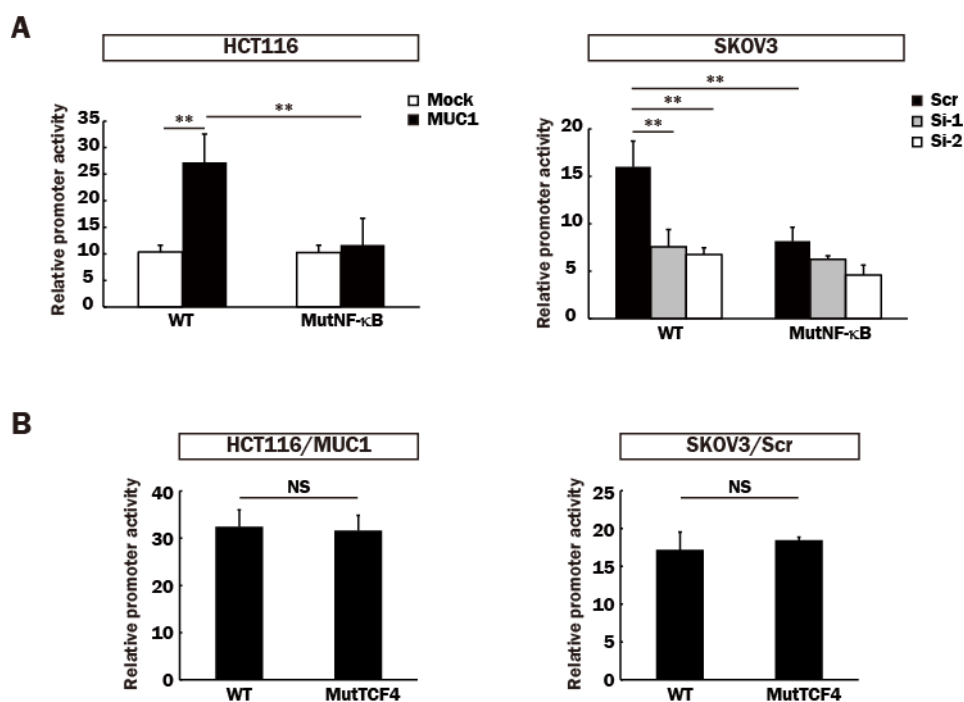 A
HCT116
Mock
MUC1
Relative promoter activity
35
30
25
20
15
10
5
0
**
**
WT
MutNF-κB
SKOV3
Scr
Si-1
Si-2
Relative promoter activity
20
15
10
5
0
**
**
**
WT
MutNF-κB
B
HCT116/MUC1
Relative promoter activity
40
30
20
10
0
NS
WT
MutTCF4
SKOV3/Scr
Relative promoter activity
25
20
15
10
5
0
NS
WT
MutTCF4